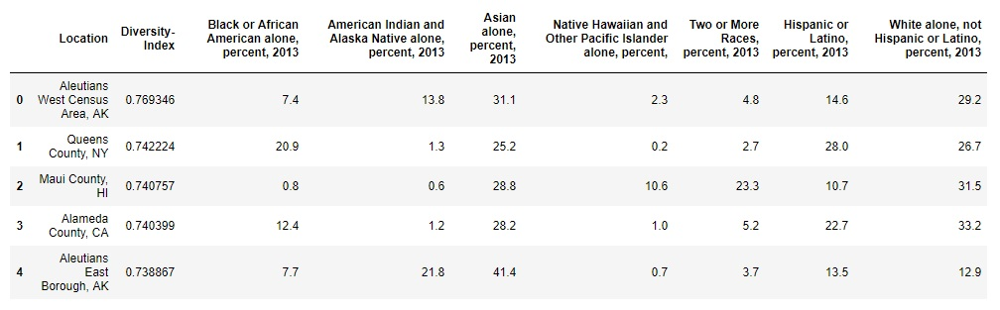 Location Diversity-Index Black or African American alone, percent, 2013 American Indian and Alaska Native alone, percent, 2013 Asian alone, percent, 2013 Native Hawaiian and Other Pacific Islander alone, percent, Two or More Races, percent, 2013 Hispanic or Latino, percent, 2013 White alone, not Hispanic or Latino, percent, 2013
0 Aleutians West Census Area, AK 0.769346 7.4 13.8 31.1 2.3 4.8 14.6 29.2
1 Queens County, NY 0.742224 20.9 1.3 25.2 0.2 2.7 28.0 26.7
2 Maui County, HI 0.740757 0.8 0.6 28.8 10.6 23.3 10.7 31.5
3 Alameda County, CA 0.740399 12.4 1.2 28.2 1.0 5.2 22.7 33.2
4 Aleutians East Borough, AK 0.738867 7.7 21.8 41.4 0.7 3.7 13.5 12.9